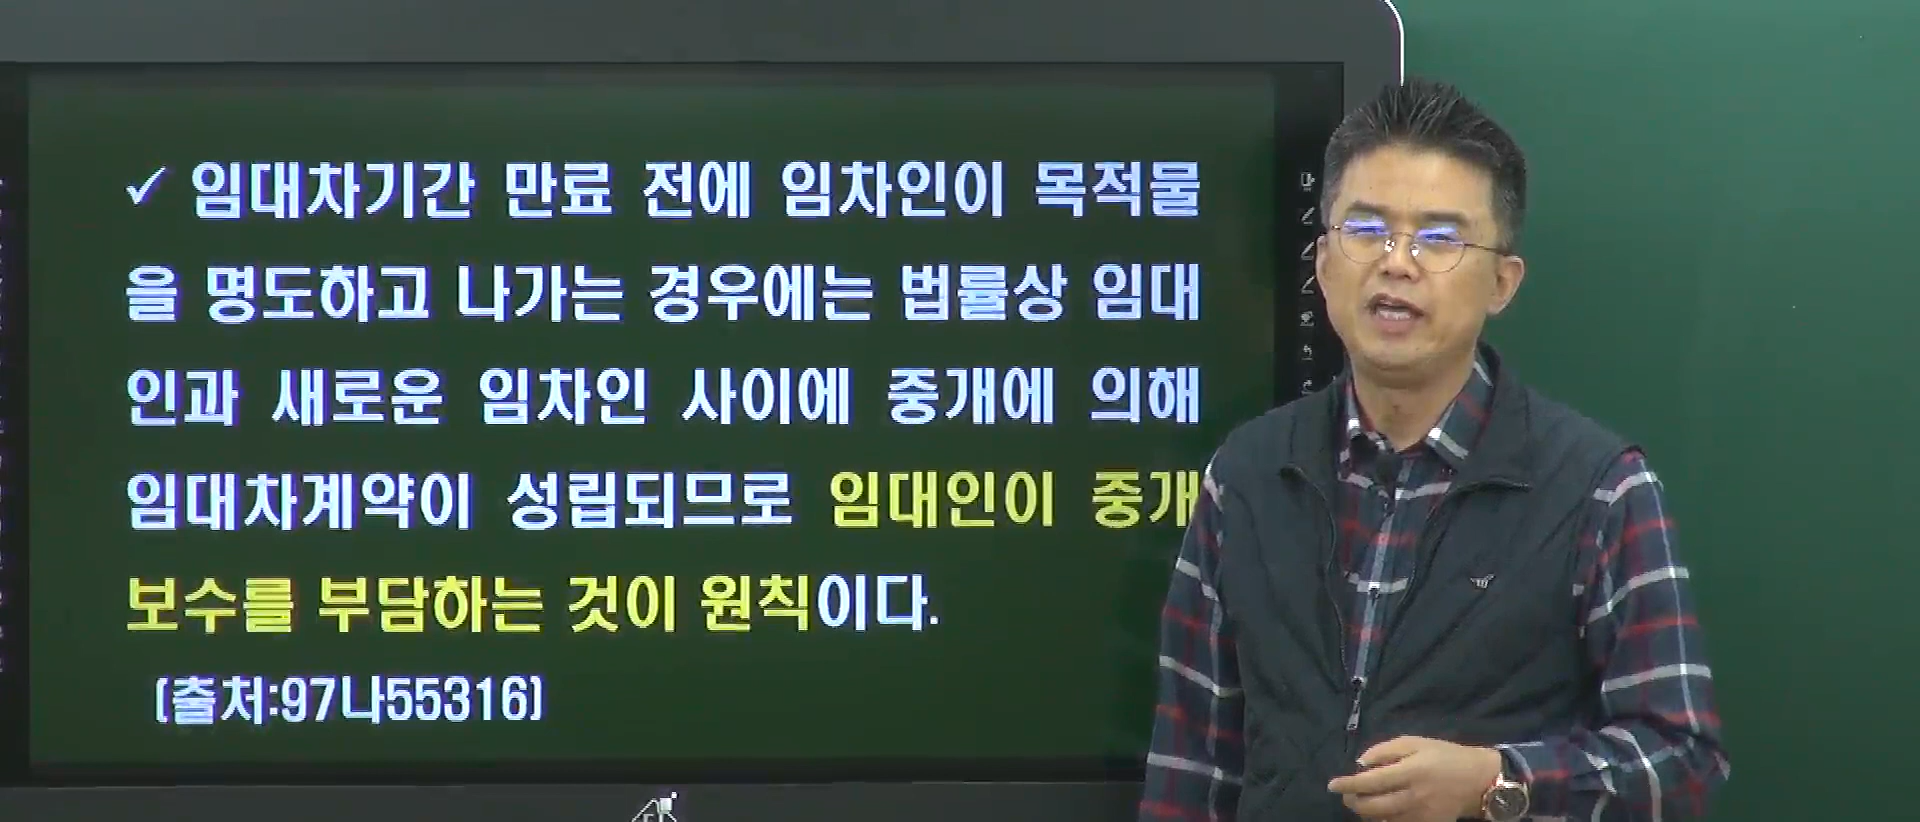 ✓ 임대차기간 만료 전에 임차인이 목적물
을 명도하고 나가는 경우에는 법률상 임대
인과 새로운 임차인 사이에 중개에 의해
임대차계약이 성립되므로 임대인이 중개
보수를 부담하는 것이 원칙이다.
(출처:97나55316)